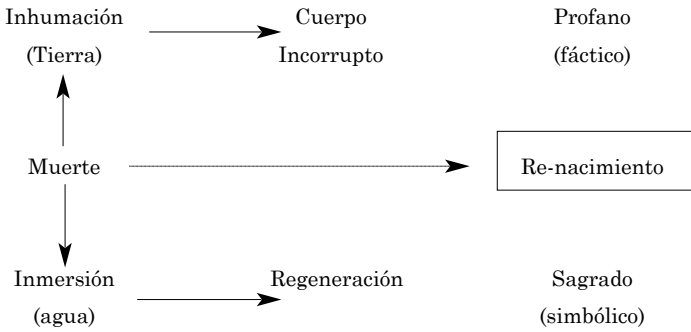 Inhumación Cuerpo Profano
(Tierra) Incorrupto (fáctico)
Muerte Re-nacimiento
Inmersión Regeneración Sagrado
(agua) (simbólico)